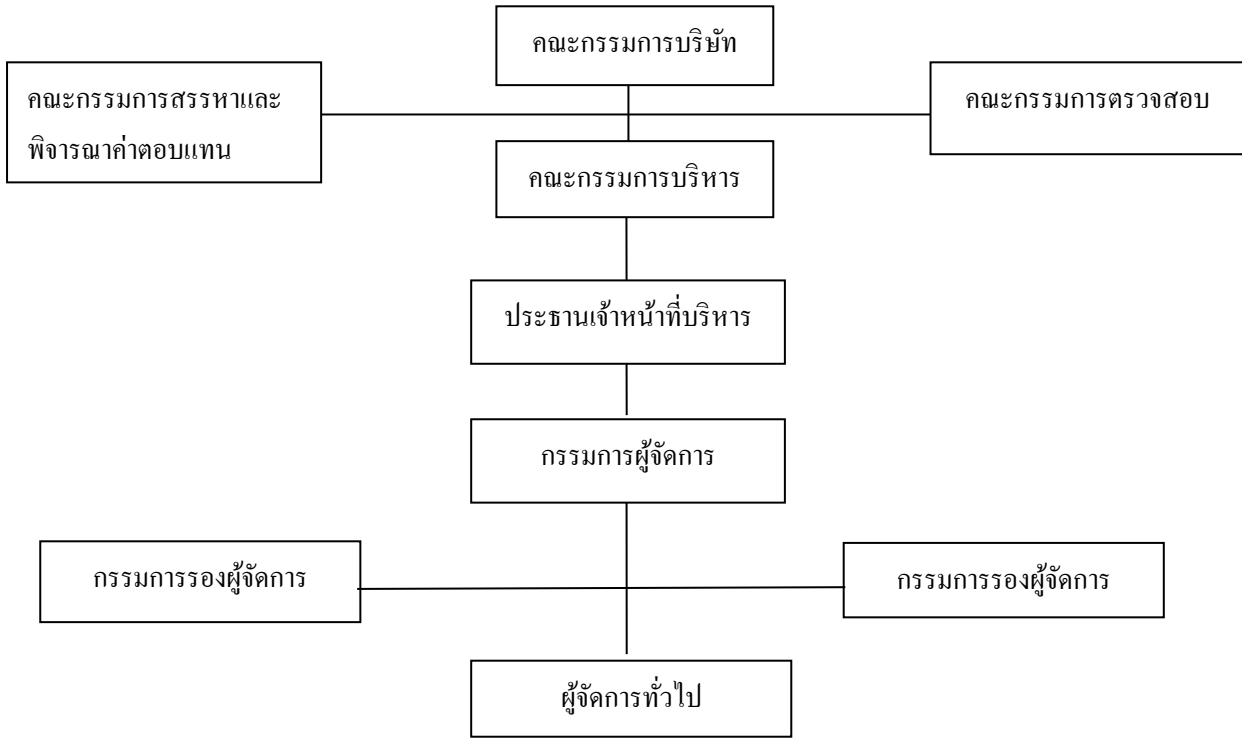 คณะกรรมการบริษัท
คณะกรรมการสรรหาและ
พิจารณาค่าตอบแทน
คณะกรรมการตรวจสอบ
คณะกรรมการบริหาร
ประธานเจ้าหน้าที่บริหาร
กรรมการผู้จัดการ
กรรมการรองผู้จัดการ
กรรมการรองผู้จัดการ
ผู้จัดการทั่วไป